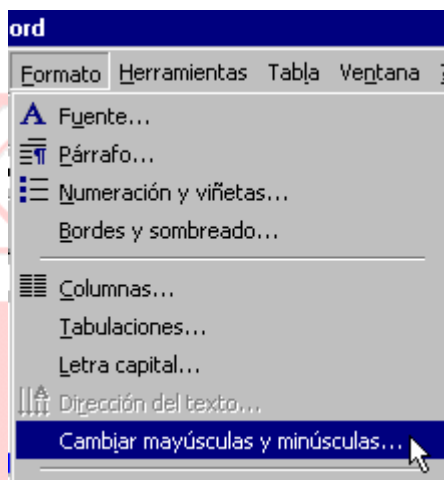 ord
Formato Herramientas Tabla Ventana ?
Fuente...
Párrafo...
Numeración y viñetas...
Bordes y sombreado...
Columnas...
Tabulaciones...
Letra capital...
Dirección del texto...
Cambiar mayúsculas y minúsculas...